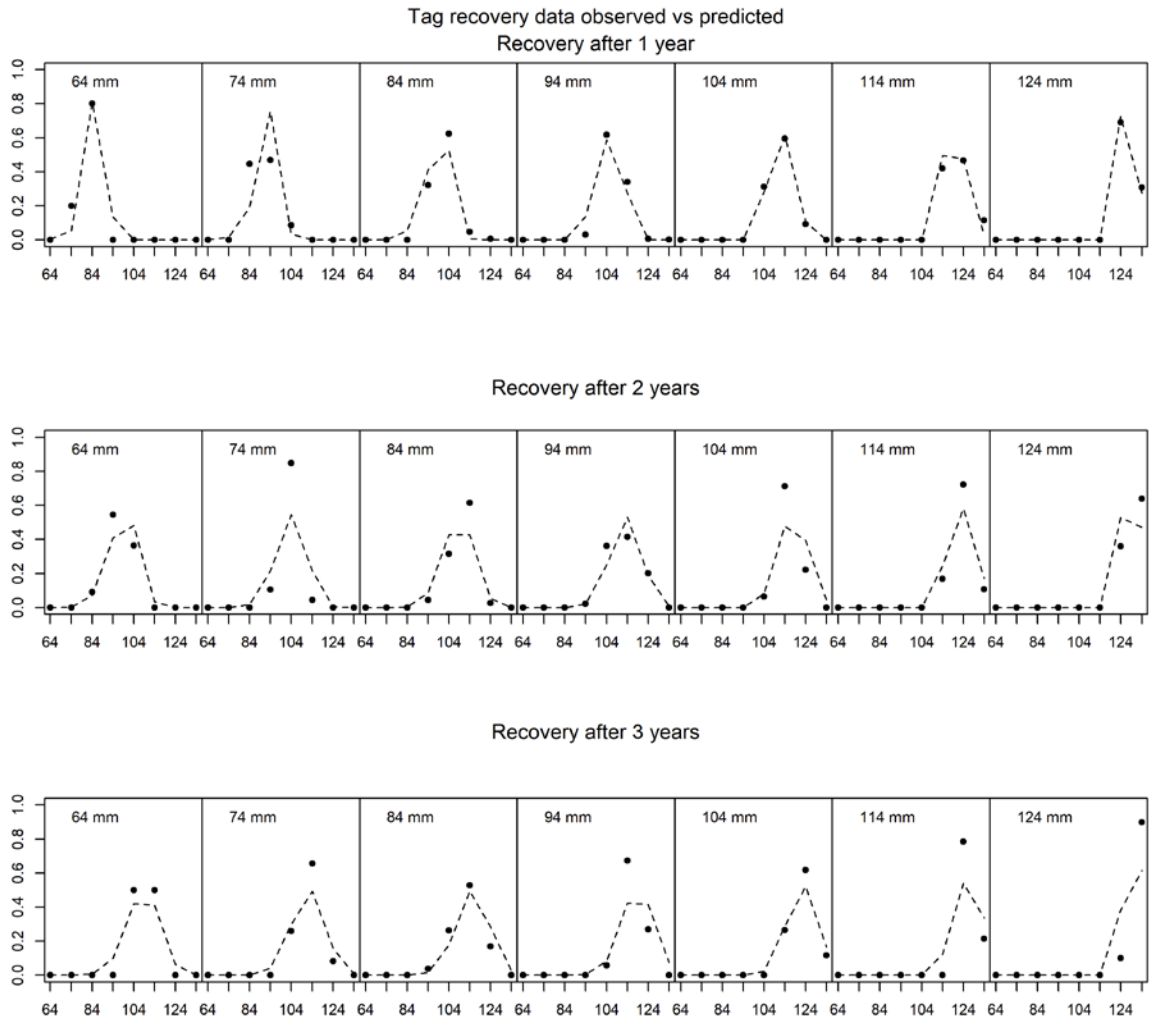 Tag recovery data observed vs predicted
Recovery after 1 year
64 mm 74 mm 84 mm 94 mm 104 mm 114 mm 124 mm
1.0
0.8
0.6
0.4
0.2
0.0
64 84 104 124 64 84 104 124 64 84 104 124 64 84 104 124 64 84 104 124 64 84 104 124 64 84 104 124
Recovery after 2 years
64 mm 74 mm 84 mm 94 mm 104 mm 114 mm 124 mm
1.0
0.8
0.6
0.4
0.2
0.0
64 84 104 124 64 84 104 124 64 84 104 124 64 84 104 124 64 84 104 124 64 84 104 124 64 84 104 124
Recovery after 3 years
64 mm 74 mm 84 mm 94 mm 104 mm 114 mm 124 mm
1.0
0.8
0.6
0.4
0.2
0.0
64 84 104 124 64 84 104 124 64 84 104 124 64 84 104 124 64 84 104 124 64 84 104 124 64 84 104 124